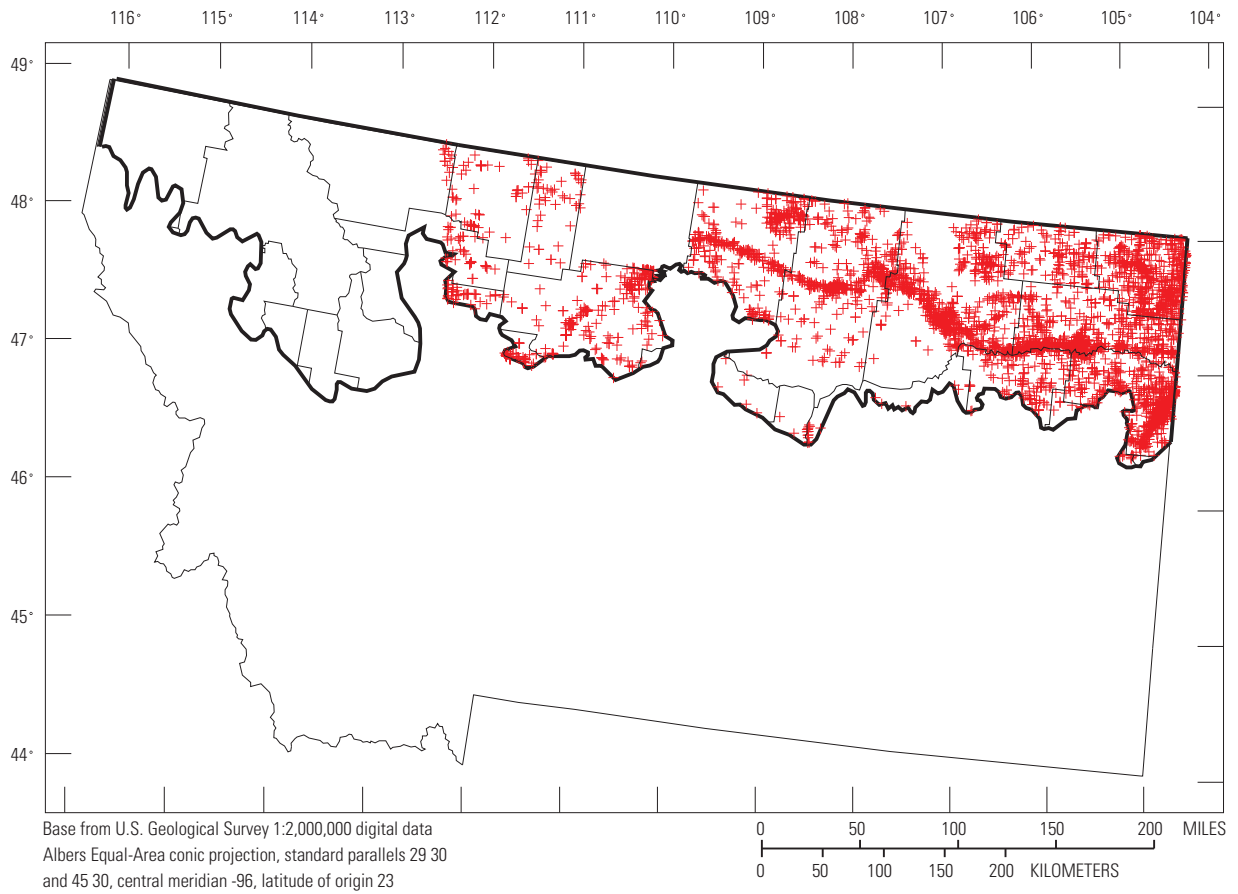 116° 115° 114° 113° 112° 111° 110° 109° 108° 107° 106° 105° 104°
49°
48°
47°
46°
45°
44°
Base from U.S. Geological Survey 1:2,000,000 digital data
Albers Equal-Area conic projection, standard parallels 29 30
and 45 30, central meridian -96, latitude of origin 23
0 50 100 150 200 MILES
0 50 100 150 200 KILOMETERS